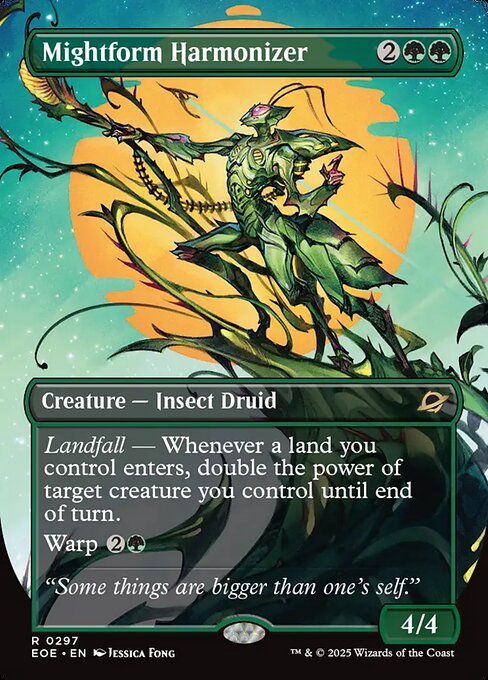 Mightform Harmonizer 2
Creature — Insect Druid
Landfall — Whenever a land you
control enters, double the power of
target creature you control until end
of turn.
Warp 2
“Some things are bigger than one’s self.”
4/4
R 0297
EOE • EN Jessica Fong
™ & © 2025 Wizards of the Coast